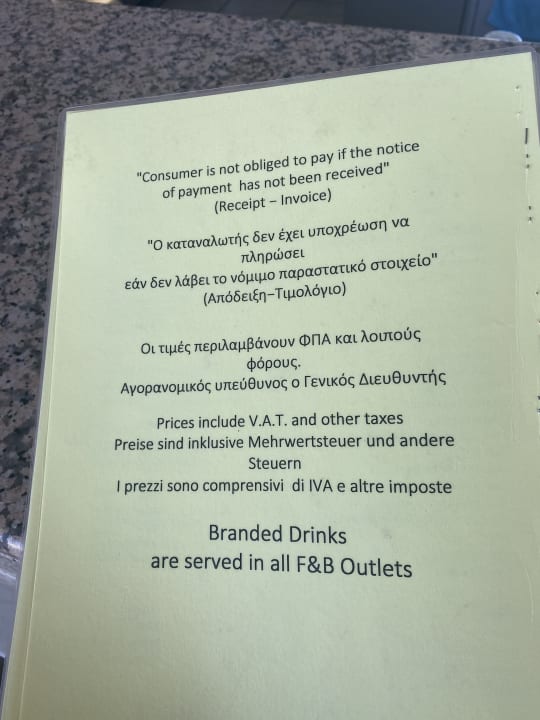 "Consumer is not obliged to pay if the notice
of payment has not been received"
(Receipt – Invoice)
"Ο καταναλωτής δεν έχει υποχρέωση να
πληρώσει
εάν δεν λάβει το νόμιμο παραστατικό στοιχείο"
(Απόδειξη–Τιμολόγιο)
Οι τιμές περιλαμβάνουν ΦΠΑ και λοιπούς
φόρους.
Αγορανομικός υπεύθυνος ο Γενικός Διευθυντής
Prices include V.A.T. and other taxes
Preise sind inklusive Mehrwertsteuer und andere
Steuern
I prezzi sono comprensivi di IVA e altre imposte
Branded Drinks
are served in all F&B Outlets